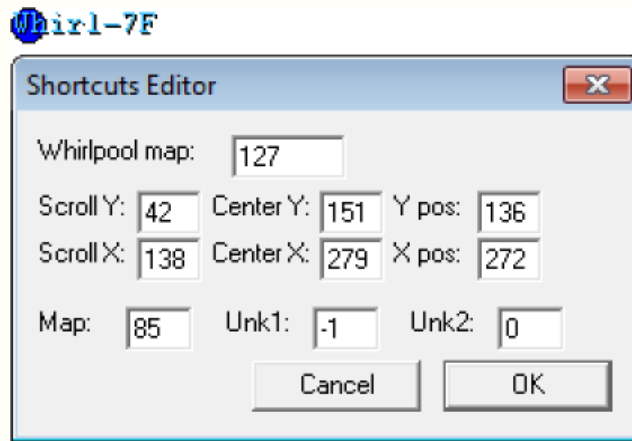 Whirl-7F
Shortcuts Editor
Whirlpool map: 127
Scroll Y: 42 Center Y: 151 Y pos: 136
Scroll X: 138 Center X: 279 X pos: 272
Map: 85 Unk1: -1 Unk2: 0
Cancel OK